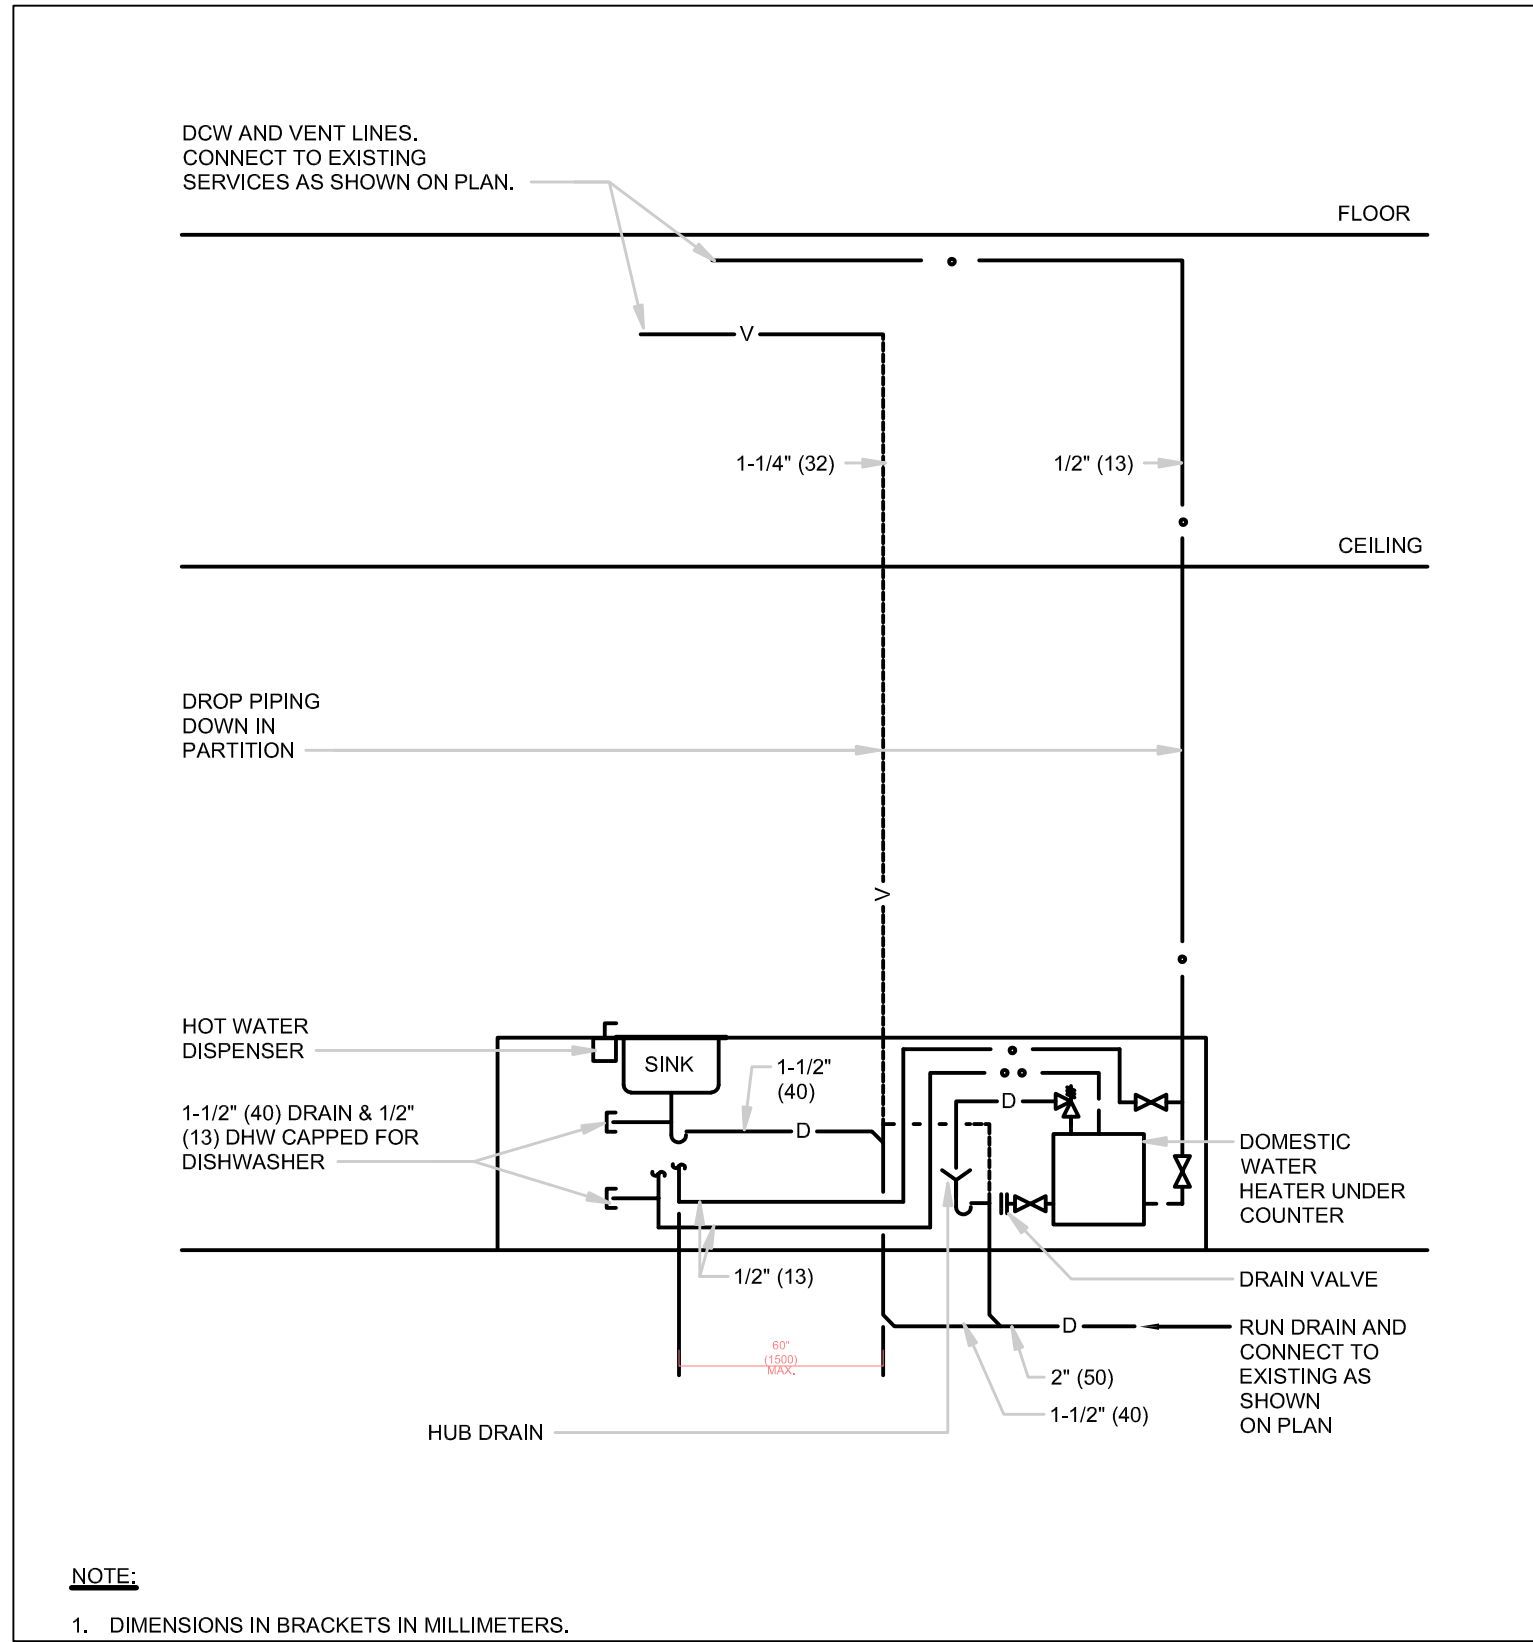 DCW AND VENT LINES.
CONNECT TO EXISTING
SERVICES AS SHOWN ON PLAN.
FLOOR
V
1-1/4" (32)
1/2" (13)
CEILING
DROP PIPING
DOWN IN
PARTITION
V
HOT WATER
DISPENSER
SINK
1-1/2"
(40)
D
1-1/2" (40) DRAIN & 1/2"
(13) DHW CAPPED FOR
DISHWASHER
D
DOMESTIC
WATER
HEATER UNDER
COUNTER
1/2" (13)
DRAIN VALVE
D
RUN DRAIN AND
CONNECT TO
EXISTING AS
SHOWN
ON PLAN
60"
(1500)
MAX.
2" (50)
1-1/2" (40)
HUB DRAIN
NOTE:
1. DIMENSIONS IN BRACKETS IN MILLIMETERS.